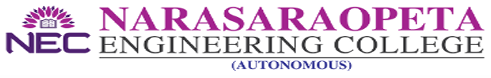 NEC
NARASARAOPETA
ENGINEERING COLLEGE
(AUTONOMOUS)